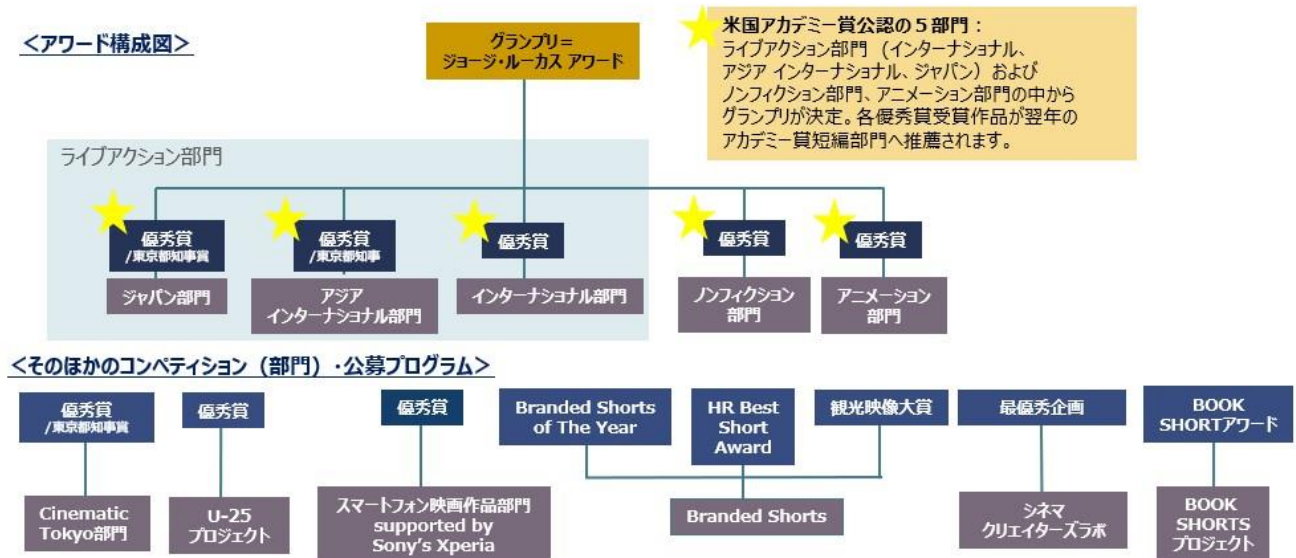 ＜アワード構成図＞
グランプリ＝
ジョージ・ルーカス アワード
米国アカデミー賞公認の５部門：
ライブアクション部門 （インターナショナル、
アジア インターナショナル、ジャパン）および
ノンフィクション部門、アニメーション部門の中から
グランプリが決定。各優秀賞受賞作品が翌年の
アカデミー賞短編部門へ推薦されます。
ライブアクション部門
優秀賞
/東京都知事賞
優秀賞
/東京都知事
優秀賞
優秀賞
優秀賞
ジャパン部門
アジア
インターナショナル部門
インターナショナル部門
ノンフィクション
部門
アニメーション
部門
＜そのほかのコンペティション（部門）・公募プログラム＞
優秀賞
/東京都知事賞
優秀賞
優秀賞
Branded Shorts
of The Year
HR Best
Short
Award
観光映像大賞
最優秀企画
BOOK
SHORTアワード
Cinematic
Tokyo部門
U-25
プロジェクト
スマートフォン映画作品部門
supported by
Sony's Xperia
Branded Shorts
シネマ
クリエイターズラボ
BOOK
SHORTS
プロジェクト